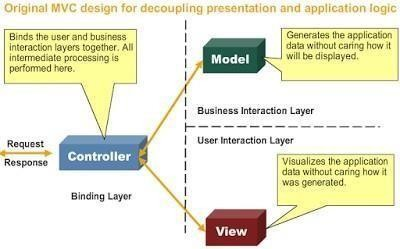 Original MVC design for decoupling presentation and application logic
Binds the user and business
interaction layers together. All
intermediate processing is
performed here.
Generates the application
data without caring how it
will be displayed.
Model
Business Interaction Layer
User Interaction Layer
Request
Response
Controller
Binding Layer
Visualizes the application
data without caring how it
was generated.
View